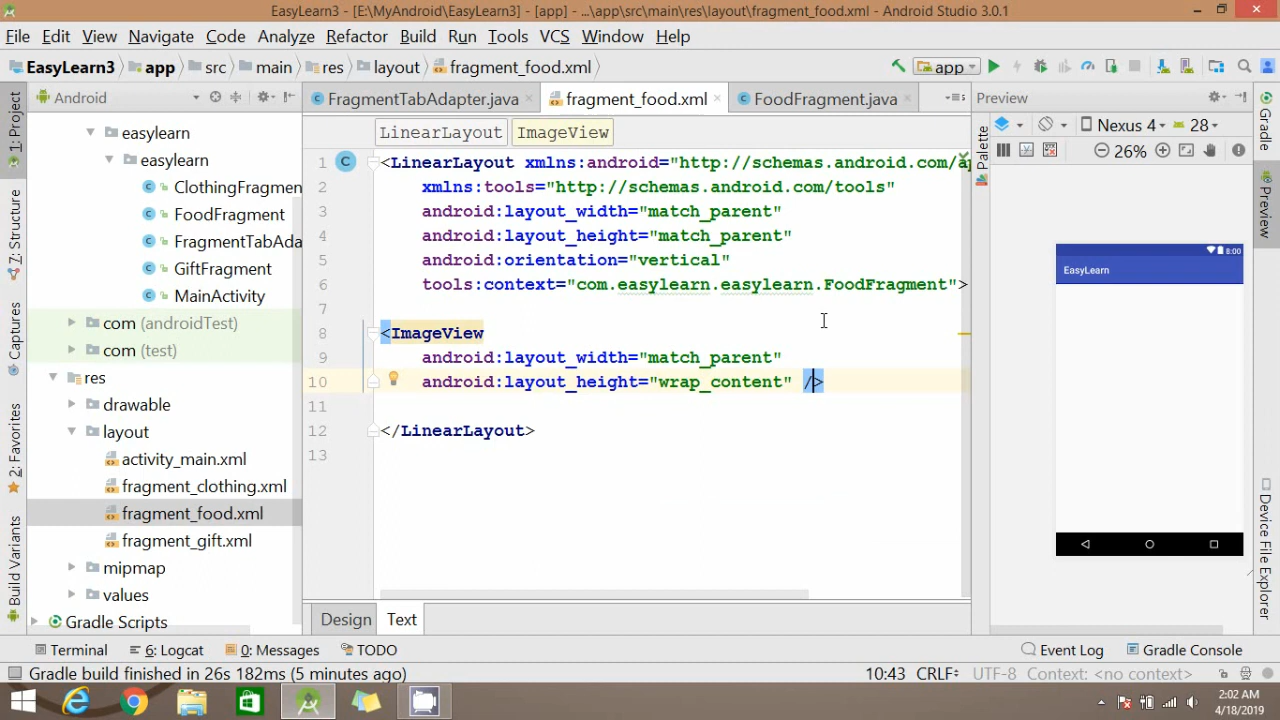 EasyLearn3 - [E:\MyAndroid\EasyLearn3] - [app] - ...\app\src\main\res\layout\fragment_food.xml - Android Studio 3.0.1
File Edit View Navigate Code Analyze Refactor Build Run Tools VCS Window Help
EasyLearn3 app src main res layout fragment_food.xml app
Android FragmentTabAdapter.java fragment_food.xml FoodFragment.java Preview
1: Project
Z: Structure
Captures
2: Favorites
Build Variants
easylearn
easylearn
ClothingFragmen
FoodFragment
FragmentTabAda
GiftFragment
MainActivity
com (androidTest)
com (test)
res
drawable
layout
activity_main.xml
fragment_clothing.xml
fragment_food.xml
fragment_gift.xml
mipmap
values
Gradle Scripts
LinearLayout ImageView
1 <LinearLayout xmlns:android="http://schemas.android.com/ap
2 xmlns:tools="http://schemas.android.com/tools"
3 android:layout_width="match_parent"
4 android:layout_height="match_parent"
5 android:orientation="vertical"
6 tools:context="com.easylearn.easylearn.FoodFragment">
7
8 <ImageView
9 android:layout_width="match_parent"
10 android:layout_height="wrap_content" />
11
12 </LinearLayout>
13
Design Text
Palette
Nexus 4 28
26%
8:00
EasyLearn
Gradle
Preview
Device File Explorer
Terminal 6: Logcat 0: Messages TODO Event Log Gradle Console
Gradle build finished in 26s 182ms (5 minutes ago) 10:43 CRLF UTF-8 Context: <no context>
2:02 AM
4/18/2019